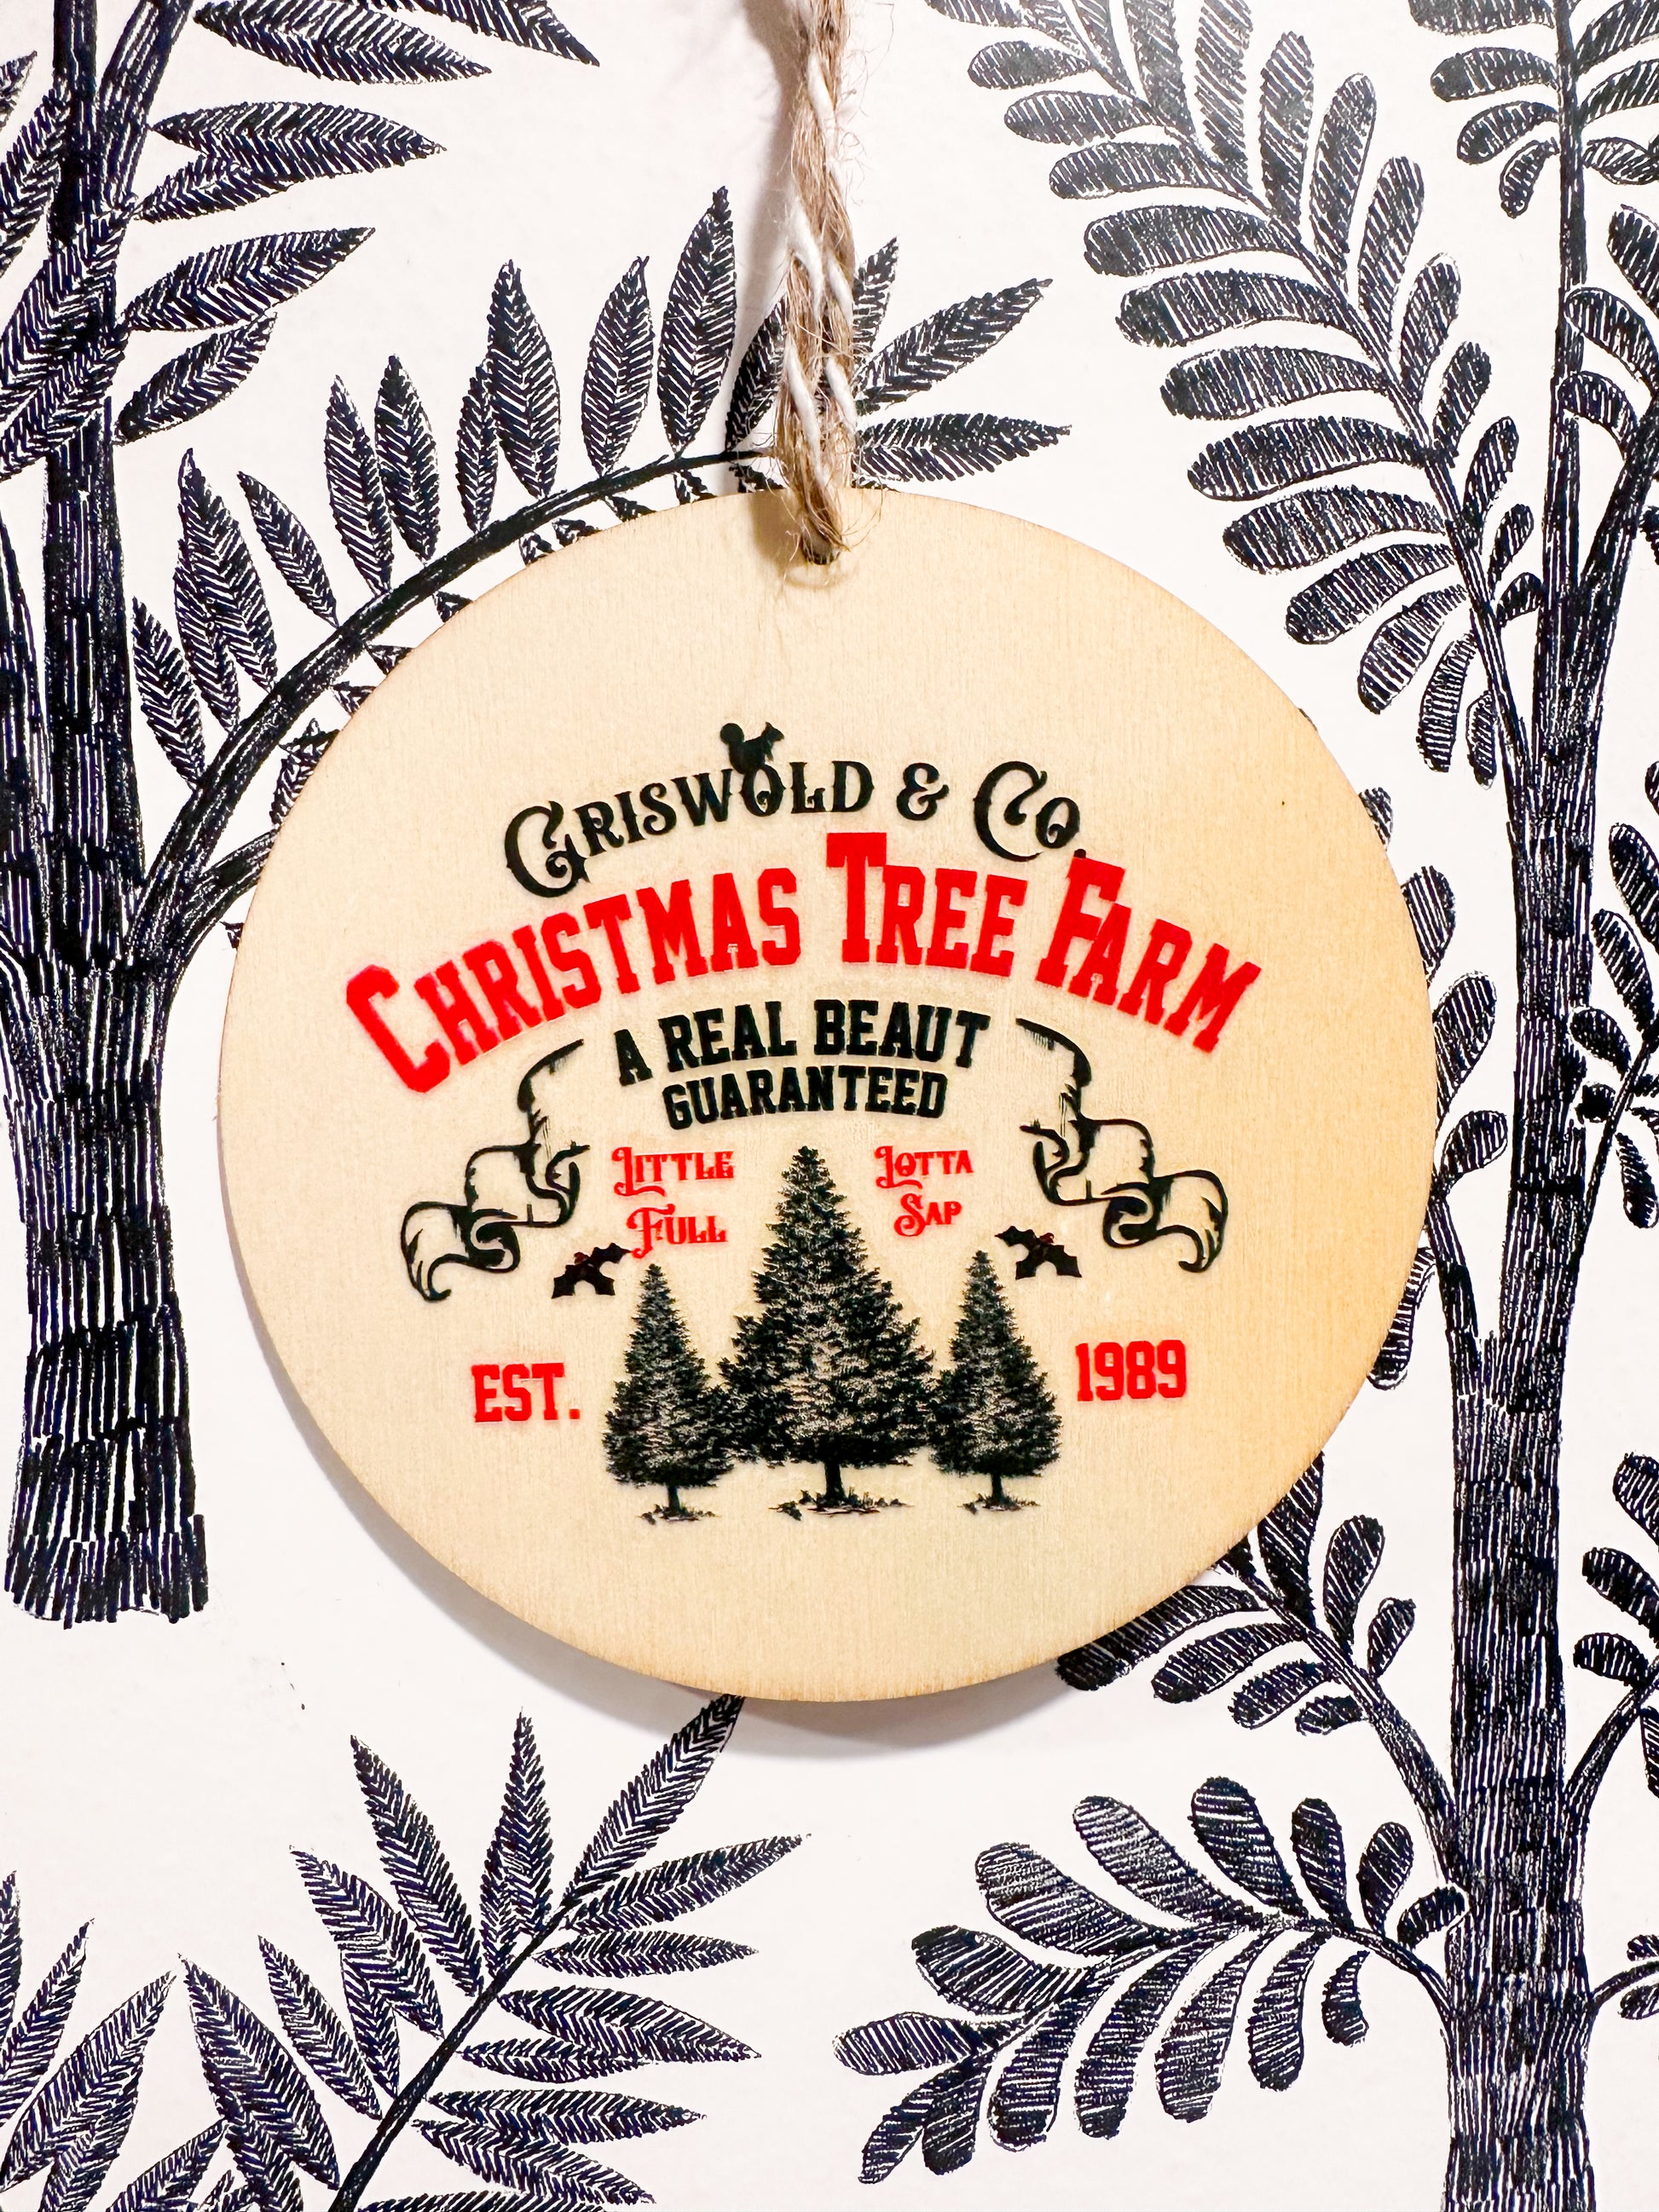 Griswold & Co.
Christmas Tree Farm
A REAL BEAUT
GUARANTEED
Little Full
Lotta Sap
EST. 1989